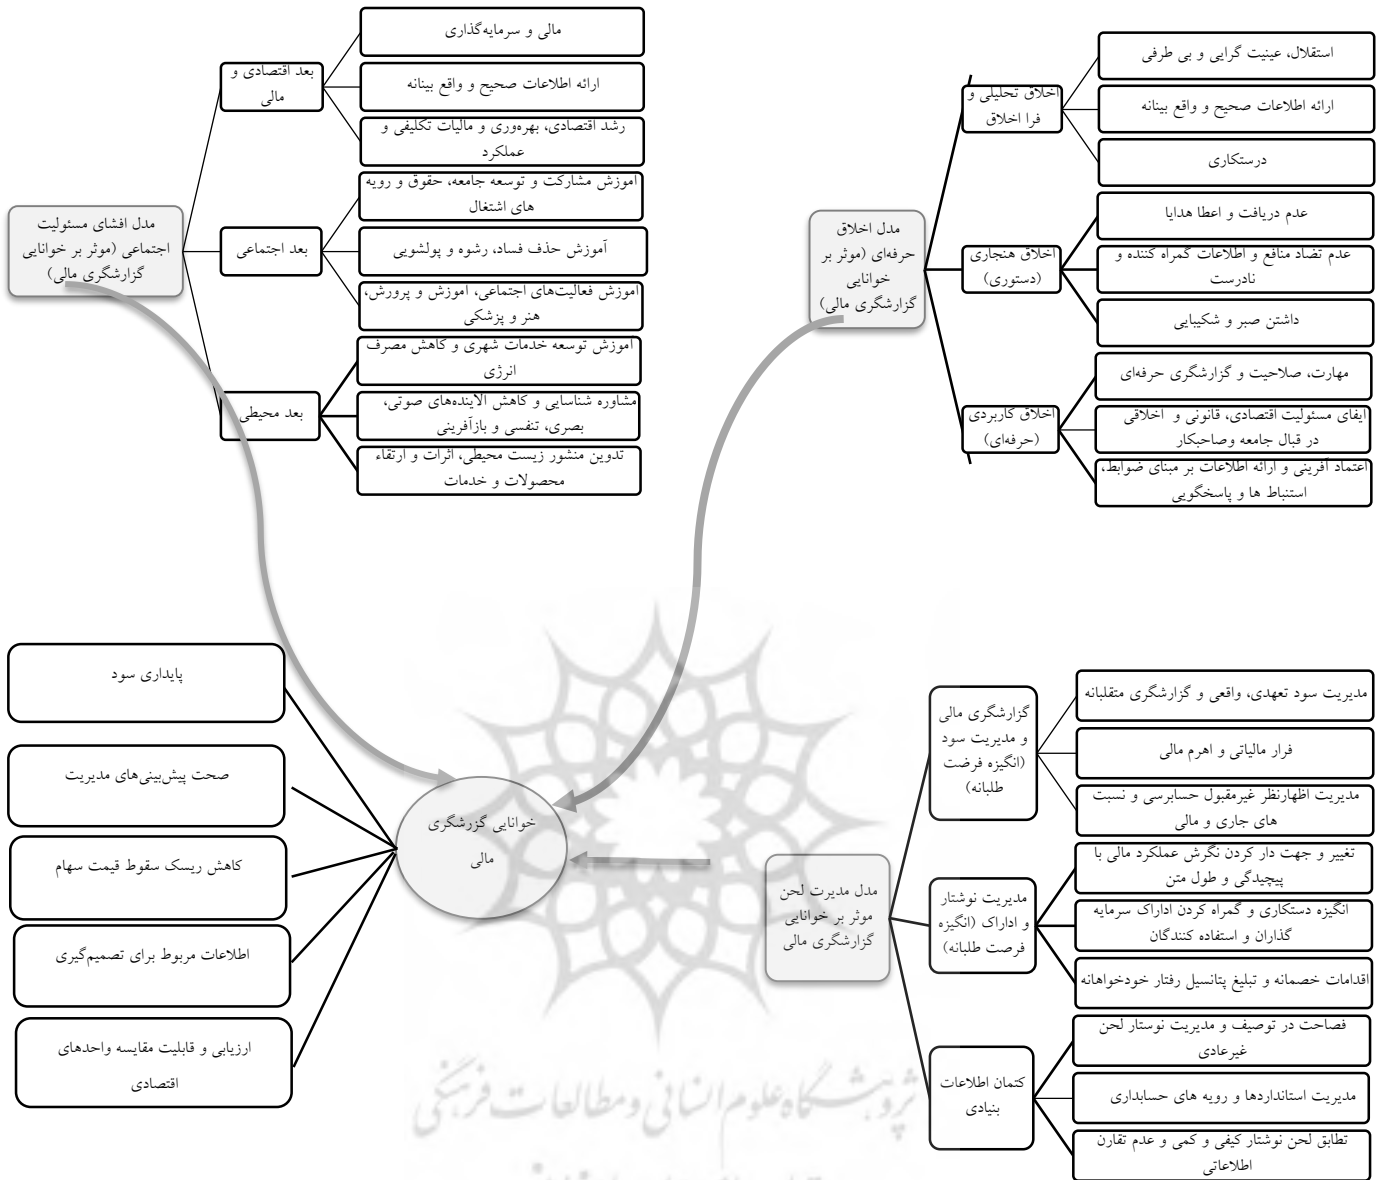 مدل افشای مسئولیت
اجتماعی (موثر بر خوانایی
گزارشگری مالی)
بعد اقتصادی و
مالی
مالی و سرمایه‌گذاری
ارائه اطلاعات صحیح و واقع بینانه
رشد اقتصادی، بهره‌وری و مالیات تکلیفی و
عملکرد
بعد اجتماعی
آموزش مشارکت و توسعه جامعه، حقوق و رویه
های اشتغال
آموزش حذف فساد، رشوه و پولشویی
آموزش فعالیت‌های اجتماعی، آموزش و پرورش،
هنر و پزشکی
بعد محیطی
آموزش توسعه خدمات شهری و کاهش مصرف
انرژی
مشاوره شناسایی و کاهش آلاینده‌های صوتی،
بصری، تنفسی و بازآفرینی
تدوین منشور زیست محیطی، اثرات و ارتقاء
محصولات و خدمات
مدل اخلاق
حرفه‌ای (موثر بر
خوانایی
گزارشگری مالی)
اخلاق تحلیلی و
فرا اخلاق
استقلال، عینیت گرایی و بی طرفی
ارائه اطلاعات صحیح و واقع بینانه
درستکاری
اخلاق هنجاری
(دستوری)
عدم دریافت و اعطا هدایا
عدم تضاد منافع و اطلاعات گمراه کننده و
نادرست
داشتن صبر و شکیبایی
اخلاق کاربردی
(حرفه‌ای)
مهارت، صلاحیت و گزارشگری حرفه‌ای
ایفای مسئولیت اقتصادی، قانونی و اخلاقی
در قبال جامعه وصاحبکار
اعتماد آفرینی و ارائه اطلاعات بر مبنای ضوابط،
استنباط ها و پاسخگویی
خوانایی گزرشگری
مالی
پایداری سود
صحت پیش‌بینی‌های مدیریت
کاهش ریسک سقوط قیمت سهام
اطلاعات مربوط برای تصمیم‌گیری
ارزیابی و قابلیت مقایسه واحدهای
اقتصادی
مدل مدیرت لحن
موثر بر خوانایی
گزارشگری مالی
گزارشگری مالی
و مدیریت سود
(انگیزه فرضت
طلبانه)
مدیریت سود تعهدی، واقعی و گزارشگری متقلبانه
فرار مالیاتی و اهرم مالی
مدیریت اظهارنظر غیرمقبول حسابرسی و نسبت
های جاری و مالی
مدیریت نوشتار
و اداراک (انگیزه
فرصت طلبانه)
تغییر و جهت دار کردن نگرش عملکرد مالی با
پیچیدگی و طول متن
انگیزه دستکاری و گمراه کردن اداراک سرمایه
گذاران و استفاده کنندگان
اقدامات خصمانه و تبلیغ پتانسیل رفتار خودخواهانه
کتمان اطلاعات
بنیادی
فصاحت در توصیف و مدیریت نوستار لحن
غیرعادی
مدیریت استانداردها و رویه های حسابداری
تطابق لحن نوشتار کیفی و کمی و عدم تقارن
اطلاعاتی
پژوهشگاه علوم انسانی و مطالعات فرهنگی